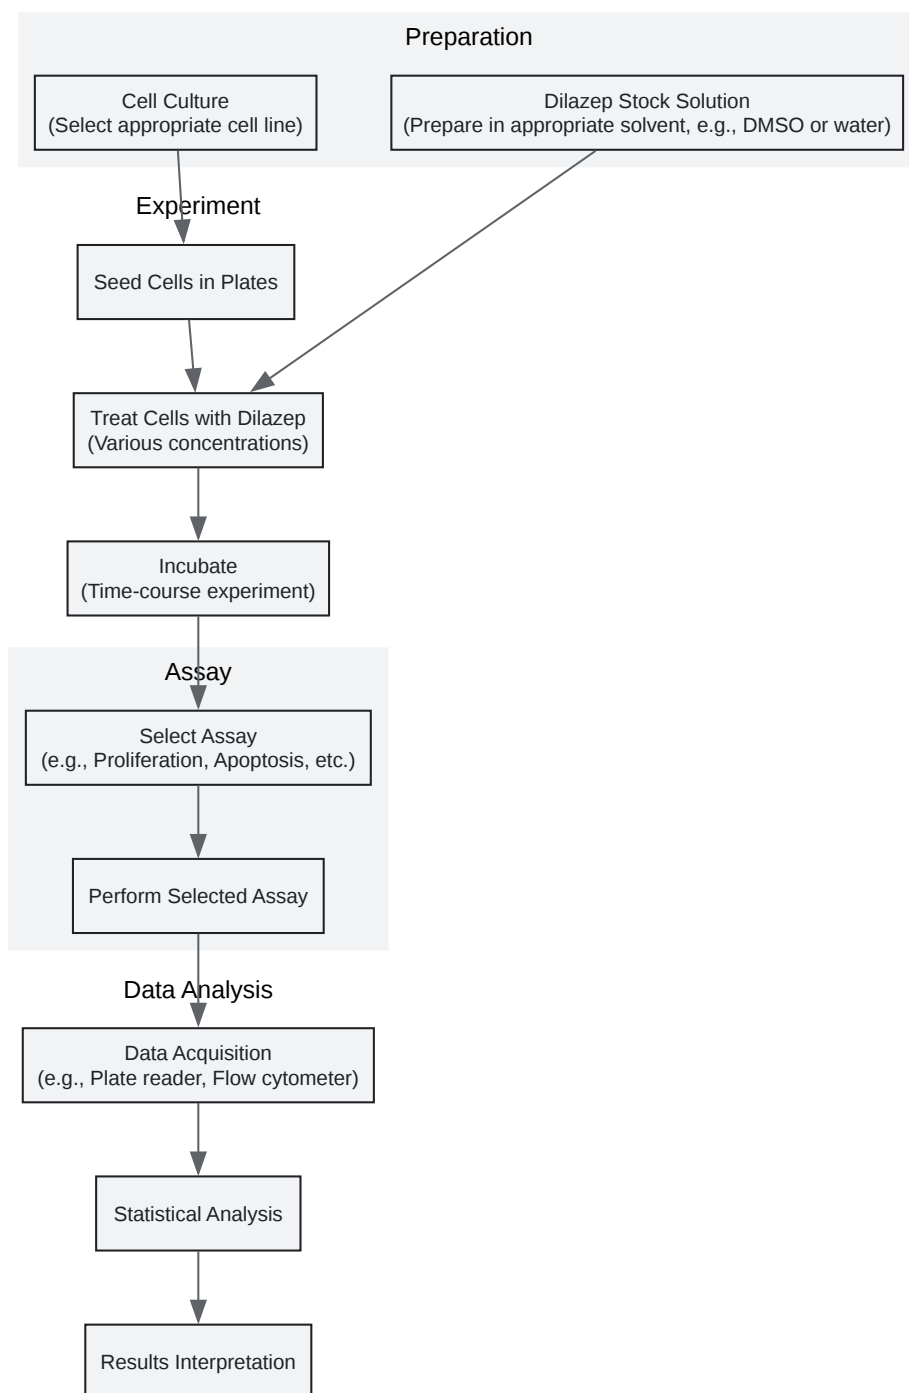 Preparation
Cell Culture
(Select appropriate cell line)
Dilazep Stock Solution
(Prepare in appropriate solvent, e.g., DMSO or water)
Experiment
Seed Cells in Plates
Treat Cells with Dilazep
(Various concentrations)
Incubate
(Time-course experiment)
Assay
Select Assay
(e.g., Proliferation, Apoptosis, etc.)
Perform Selected Assay
Data Analysis
Data Acquisition
(e.g., Plate reader, Flow cytometer)
Statistical Analysis
Results Interpretation